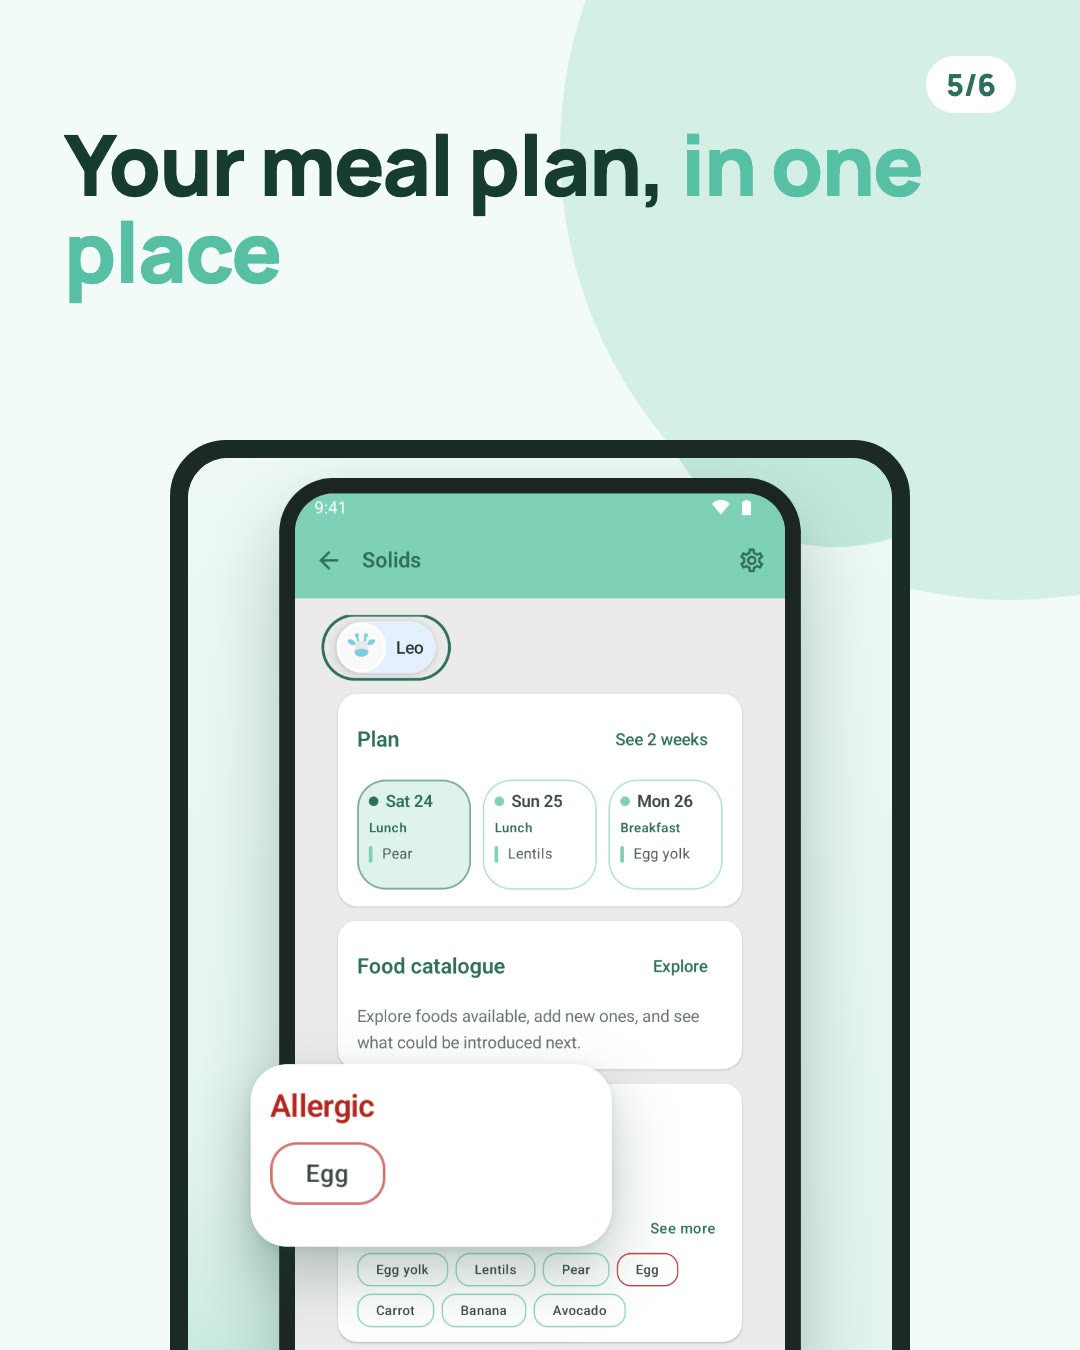 5/6
Your meal plan, in one
place
9:41
Solids
Leo
Plan
See 2 weeks
Sat 24
Lunch
Pear
Sun 25
Lunch
Lentils
Mon 26
Breakfast
Egg yolk
Food catalogue
Explore
Explore foods available, add new ones, and see
what could be introduced next.
Allergic
Egg
See more
Egg yolk
Lentils
Pear
Egg
Carrot
Banana
Avocado